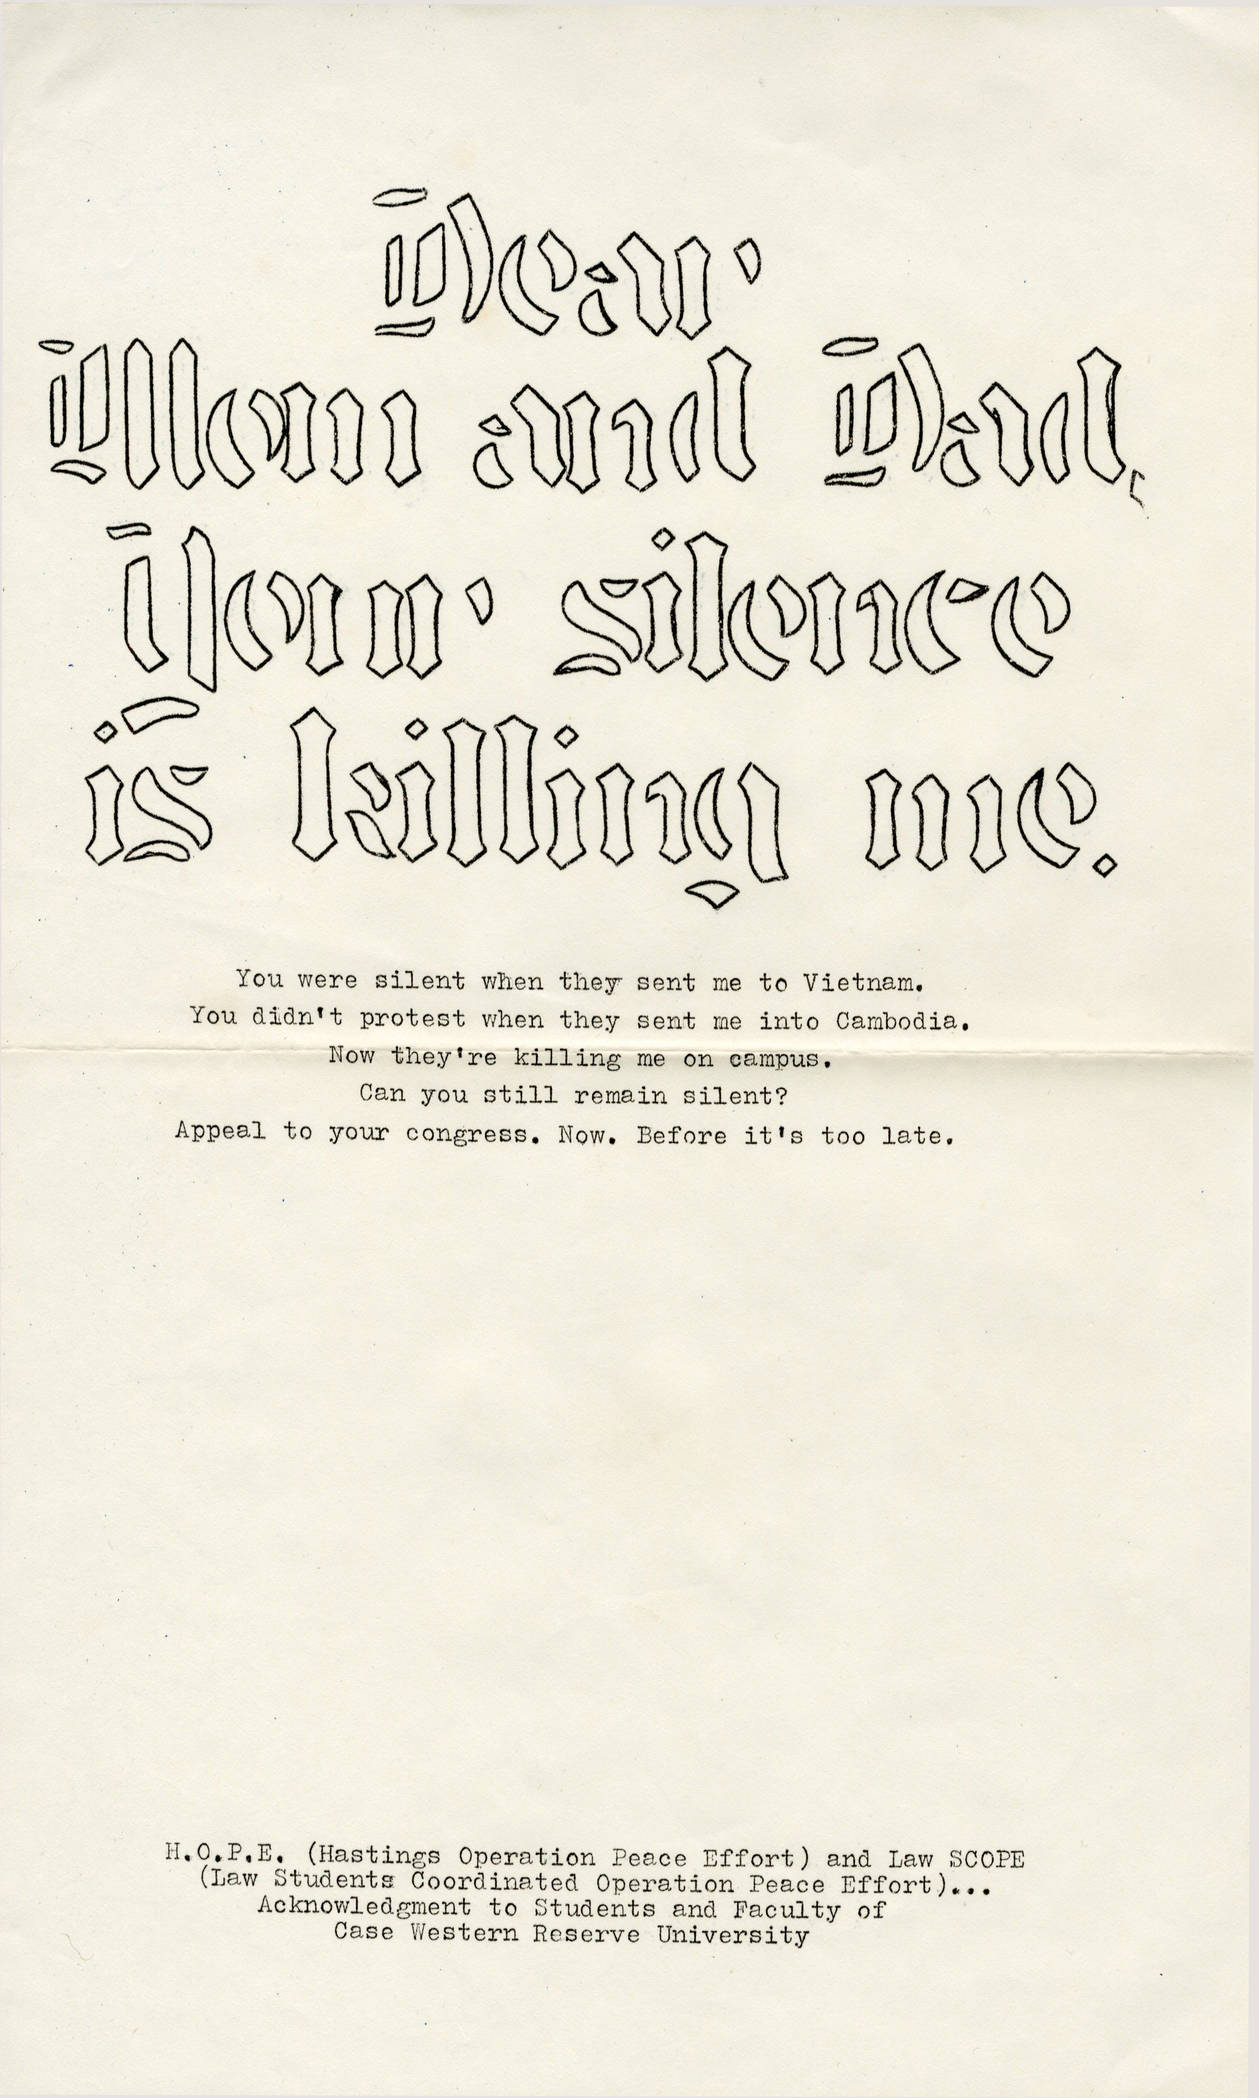 Dear
Mom and Dad,
Your silence
is killing me.
You were silent when they sent me to Vietnam.
You didn't protest when they sent me into Cambodia.
Now they're killing me on campus.
Can you still remain silent?
Appeal to your congress. Now. Before it's too late.
H.O.P.E. (Hastings Operation Peace Effort) and Law SCOPE
(Law Students Coordinated Operation Peace Effort)...
Acknowledgment to Students and Faculty of
Case Western Reserve University